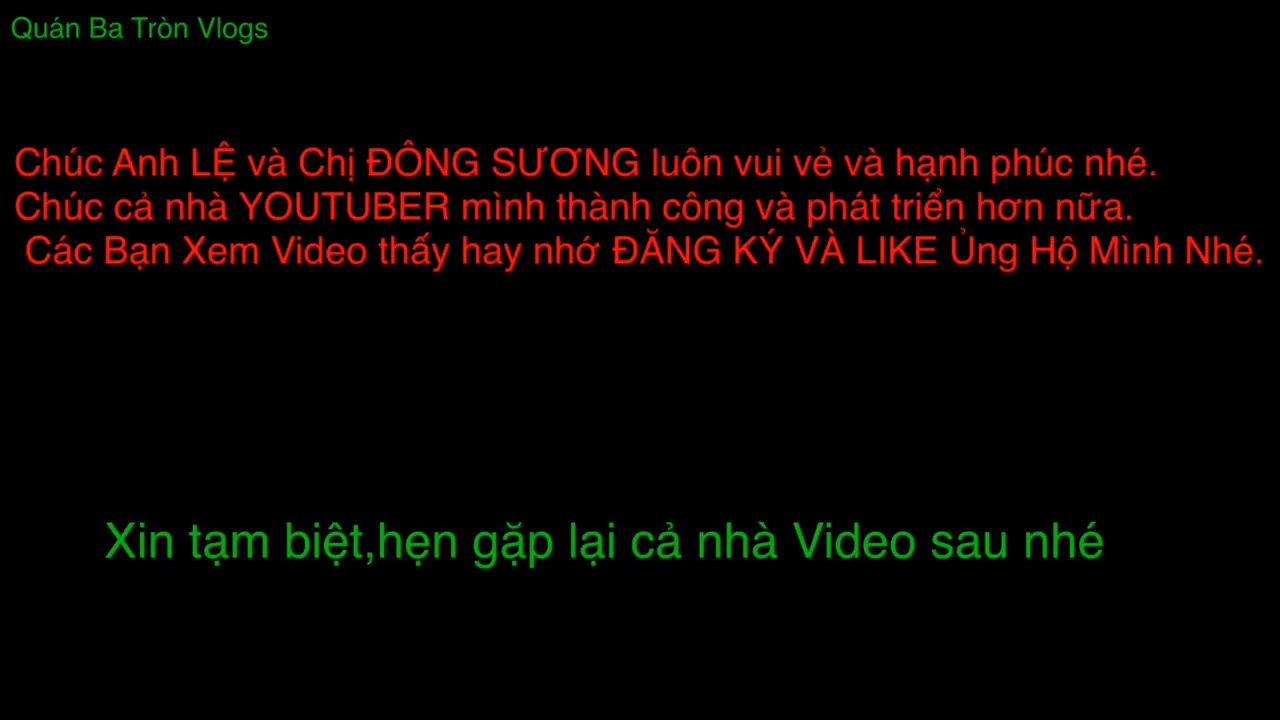 Quán Ba Tròn Vlogs
Chúc Anh LỆ và Chị ĐÔNG SƯƠNG luôn vui vẻ và hạnh phúc nhé.
Chúc cả nhà YOUTUBER mình thành công và phát triển hơn nữa.
Các Bạn Xem Video thấy hay nhớ ĐĂNG KÝ VÀ LIKE Ủng Hộ Mình Nhé.
Xin tạm biệt,hẹn gặp lại cả nhà Video sau nhé